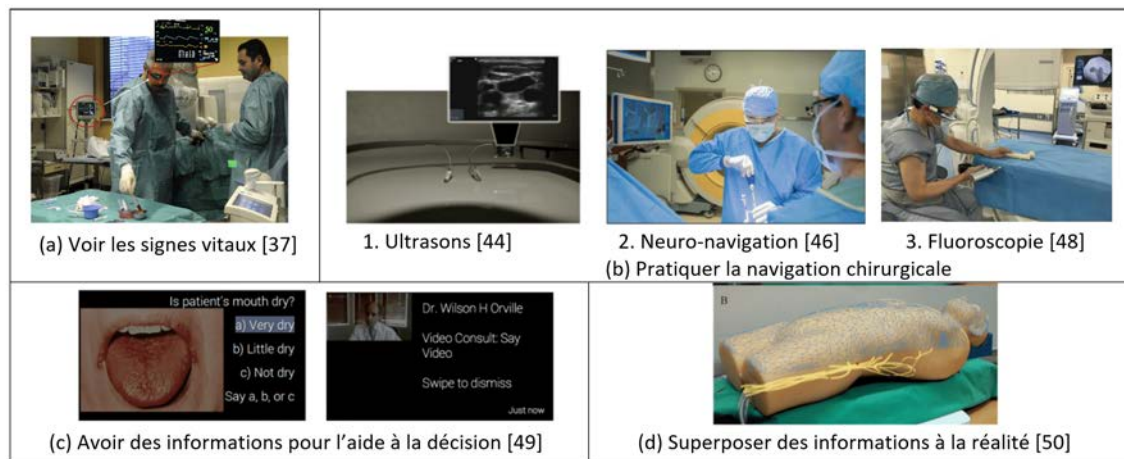 (a) Voir les signes vitaux [37]
1. Ultrasons [44]
2. Neuro-navigation [46]
3. Fluoroscopie [48]
(b) Pratiquer la navigation chirurgicale
Is patient's mouth dry?
a) Very dry
b) Little dry
c) Not dry
Say a, b, or c
Dr. Wilson H Orville
Video Consult: Say
Video
Swipe to dismiss
Just now
(c) Avoir des informations pour l'aide à la décision [49]
B
(d) Superposer des informations à la réalité [50]